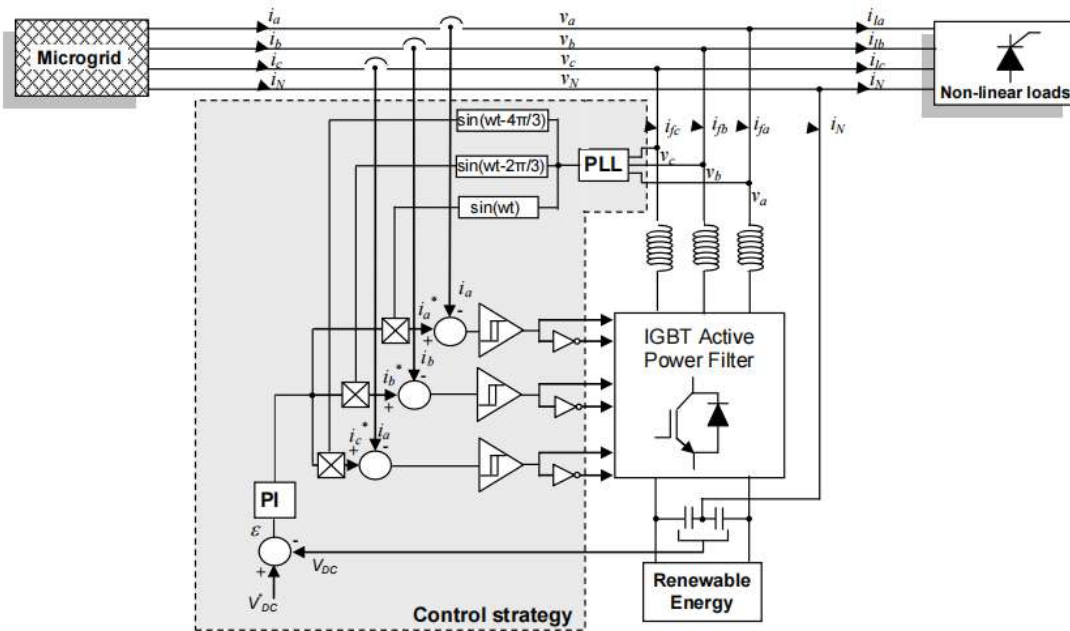 i_a v_a i_la
i_b v_b i_lb
Microgrid
i_c v_c i_lc
i_N v_N i_N
Non-linear loads
sin(wt-4π/3)
i_fc i_fb i_fa i_N
PLL
v_c
sin(wt-2π/3)
v_b
v_a
sin(wt)
i_a
i_a* -
+
IGBT Active
Power Filter
i_b
i_b* -
+
i_c* i_a
+ -
PI
ε
-
+
V_DC
V*_DC
Renewable
Energy
Control strategy